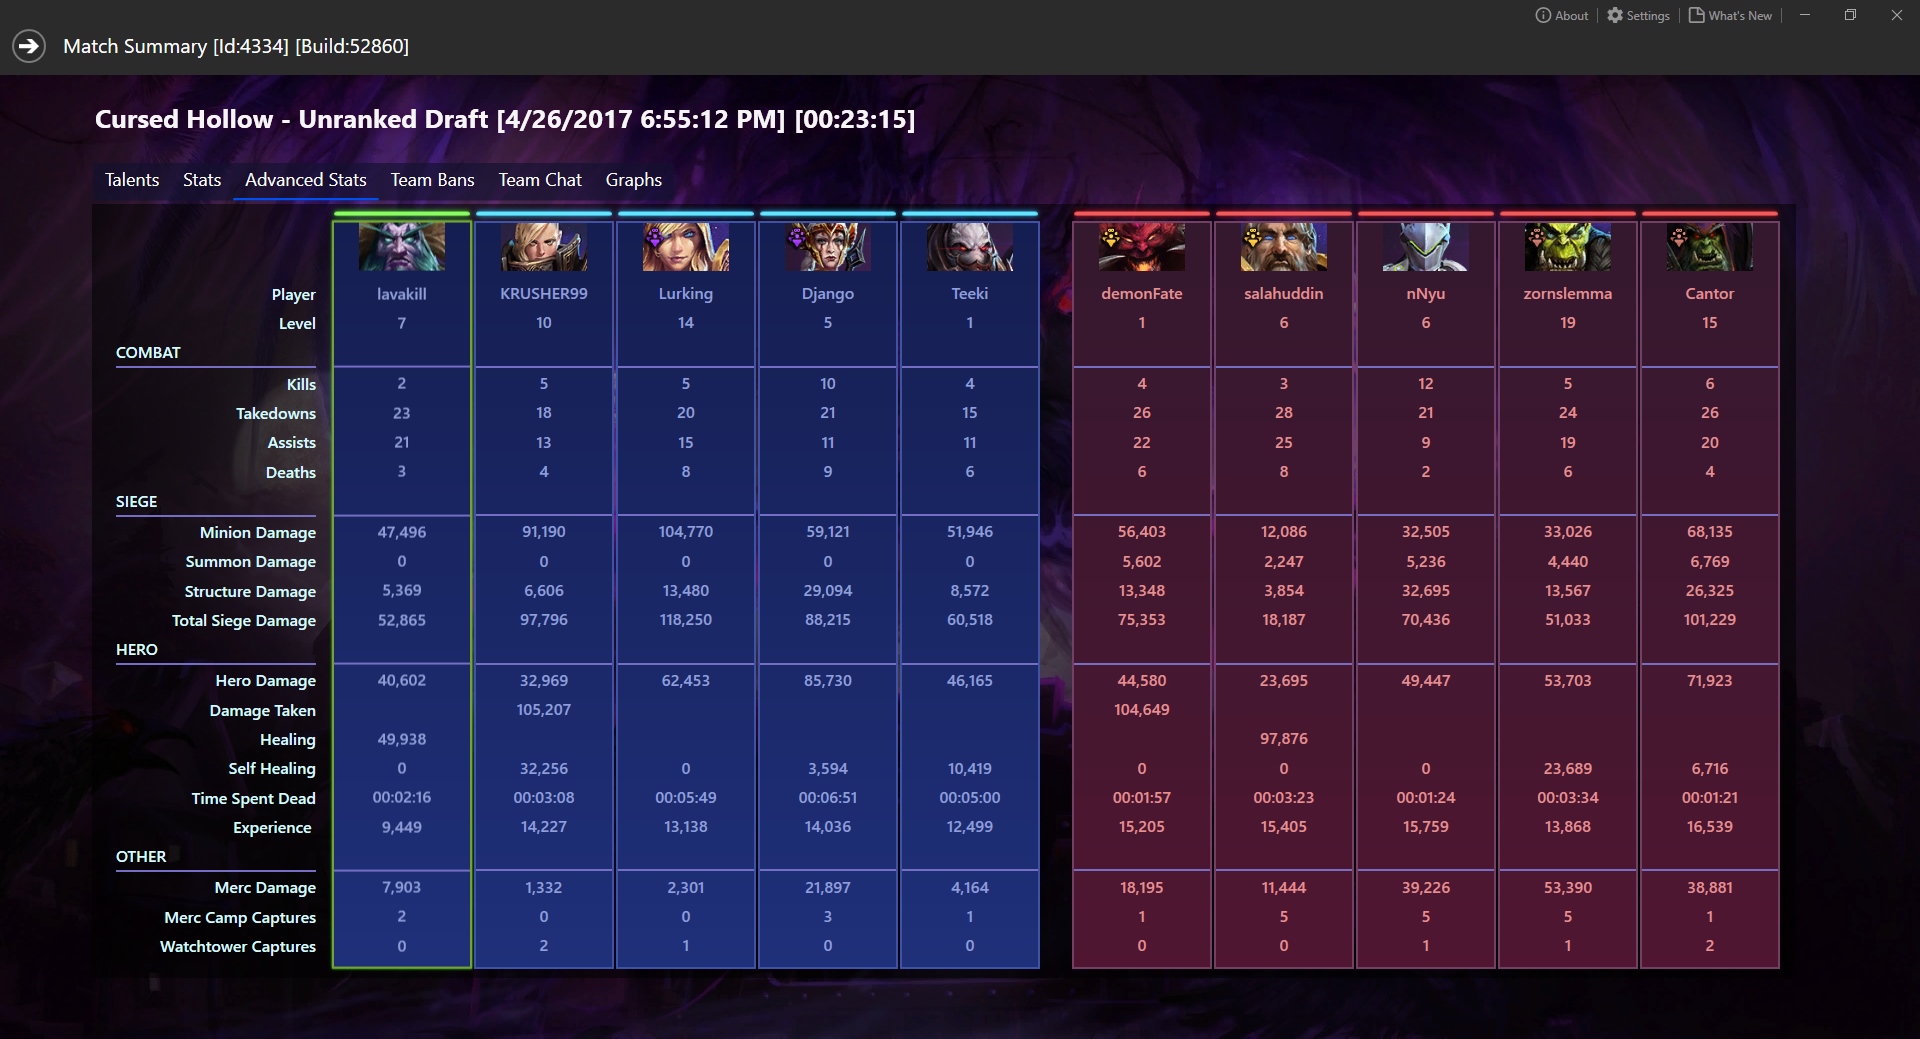 About Settings What's New
Match Summary [Id:4334] [Build:52860]
Cursed Hollow - Unranked Draft [4/26/2017 6:55:12 PM] [00:23:15]
Talents Stats Advanced Stats Team Bans Team Chat Graphs
Player lavakill KRUSHER99 Lurking Django Teeki demonFate salahuddin nNyu zornslemma Cantor
Level 7 10 14 5 1 1 6 6 19 15
COMBAT
Kills 2 5 5 10 4 4 3 12 5 6
Takedowns 23 18 20 21 15 26 28 21 24 26
Assists 21 13 15 11 11 22 25 9 19 20
Deaths 3 4 8 9 6 6 8 2 6 4
SIEGE
Minion Damage 47,496 91,190 104,770 59,121 51,946 56,403 12,086 32,505 33,026 68,135
Summon Damage 0 0 0 0 0 5,602 2,247 5,236 4,440 6,769
Structure Damage 5,369 6,606 13,480 29,094 8,572 13,348 3,854 32,695 13,567 26,325
Total Siege Damage 52,865 97,796 118,250 88,215 60,518 75,353 18,187 70,436 51,033 101,229
HERO
Hero Damage 40,602 32,969 62,453 85,730 46,165 44,580 23,695 49,447 53,703 71,923
Damage Taken 105,207 104,649
Healing 49,938 97,876
Self Healing 0 32,256 0 3,594 10,419 0 0 0 23,689 6,716
Time Spent Dead 00:02:16 00:03:08 00:05:49 00:06:51 00:05:00 00:01:57 00:03:23 00:01:24 00:03:34 00:01:21
Experience 9,449 14,227 13,138 14,036 12,499 15,205 15,405 15,759 13,868 16,539
OTHER
Merc Damage 7,903 1,332 2,301 21,897 4,164 18,195 11,444 39,226 53,390 38,881
Merc Camp Captures 2 0 0 3 1 1 5 5 5 1
Watchtower Captures 0 2 1 0 0 0 0 1 1 2